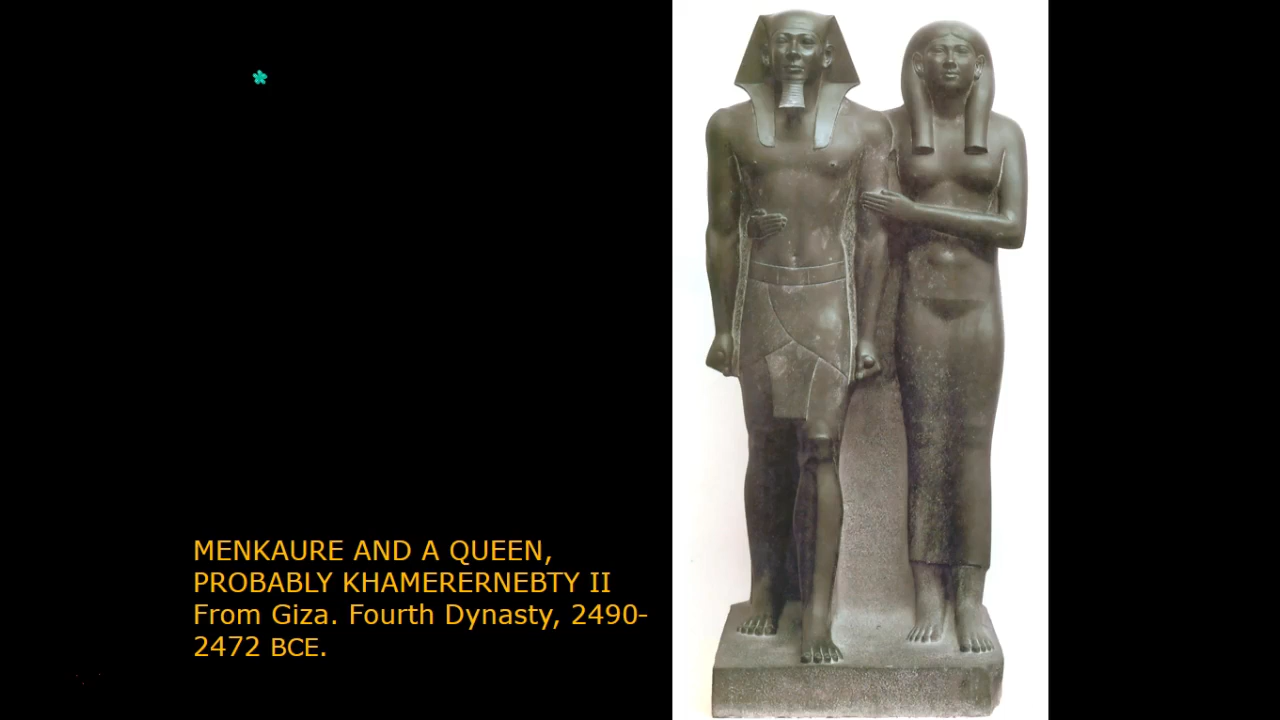 MENKAURE AND A QUEEN,
PROBABLY KHAMERERNEBTY II
From Giza. Fourth Dynasty, 2490-
2472 BCE.